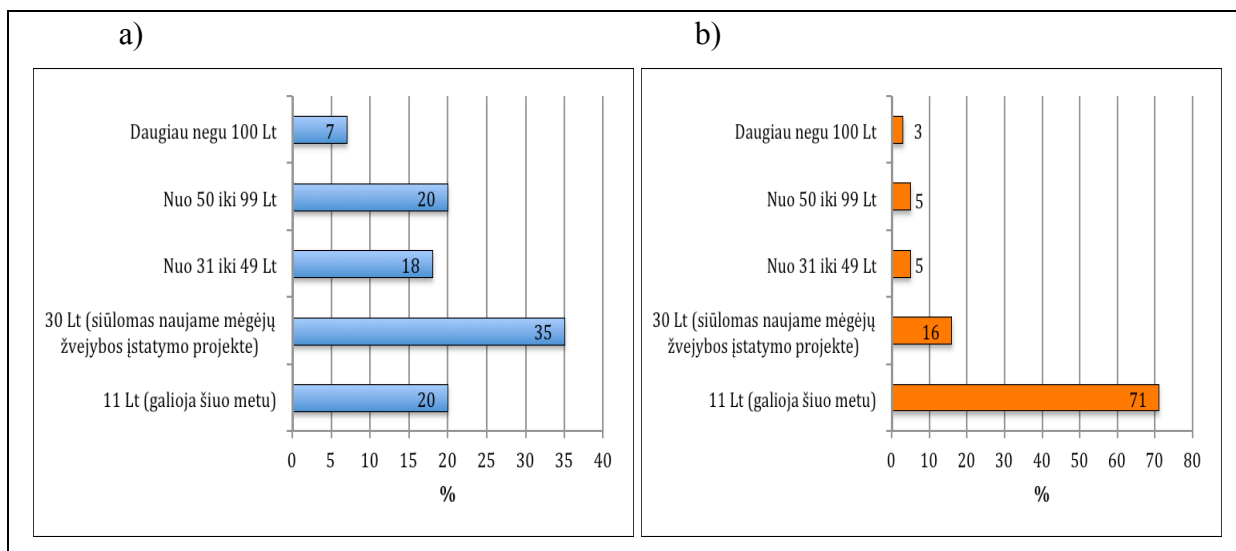 a)
b)
Daugiau negu 100 Lt
7
Nuo 50 iki 99 Lt
20
Nuo 31 iki 49 Lt
18
30 Lt (siūlomas naujame mėgėjų
žvejybos įstatymo projekte)
35
11 Lt (galioja šiuo metu)
20
0 5 10 15 20 25 30 35 40
%
Daugiau negu 100 Lt
3
Nuo 50 iki 99 Lt
5
Nuo 31 iki 49 Lt
5
30 Lt (siūlomas naujame mėgėjų
žvejybos įstatymo projekte)
16
11 Lt (galioja šiuo metu)
71
0 10 20 30 40 50 60 70 80
%